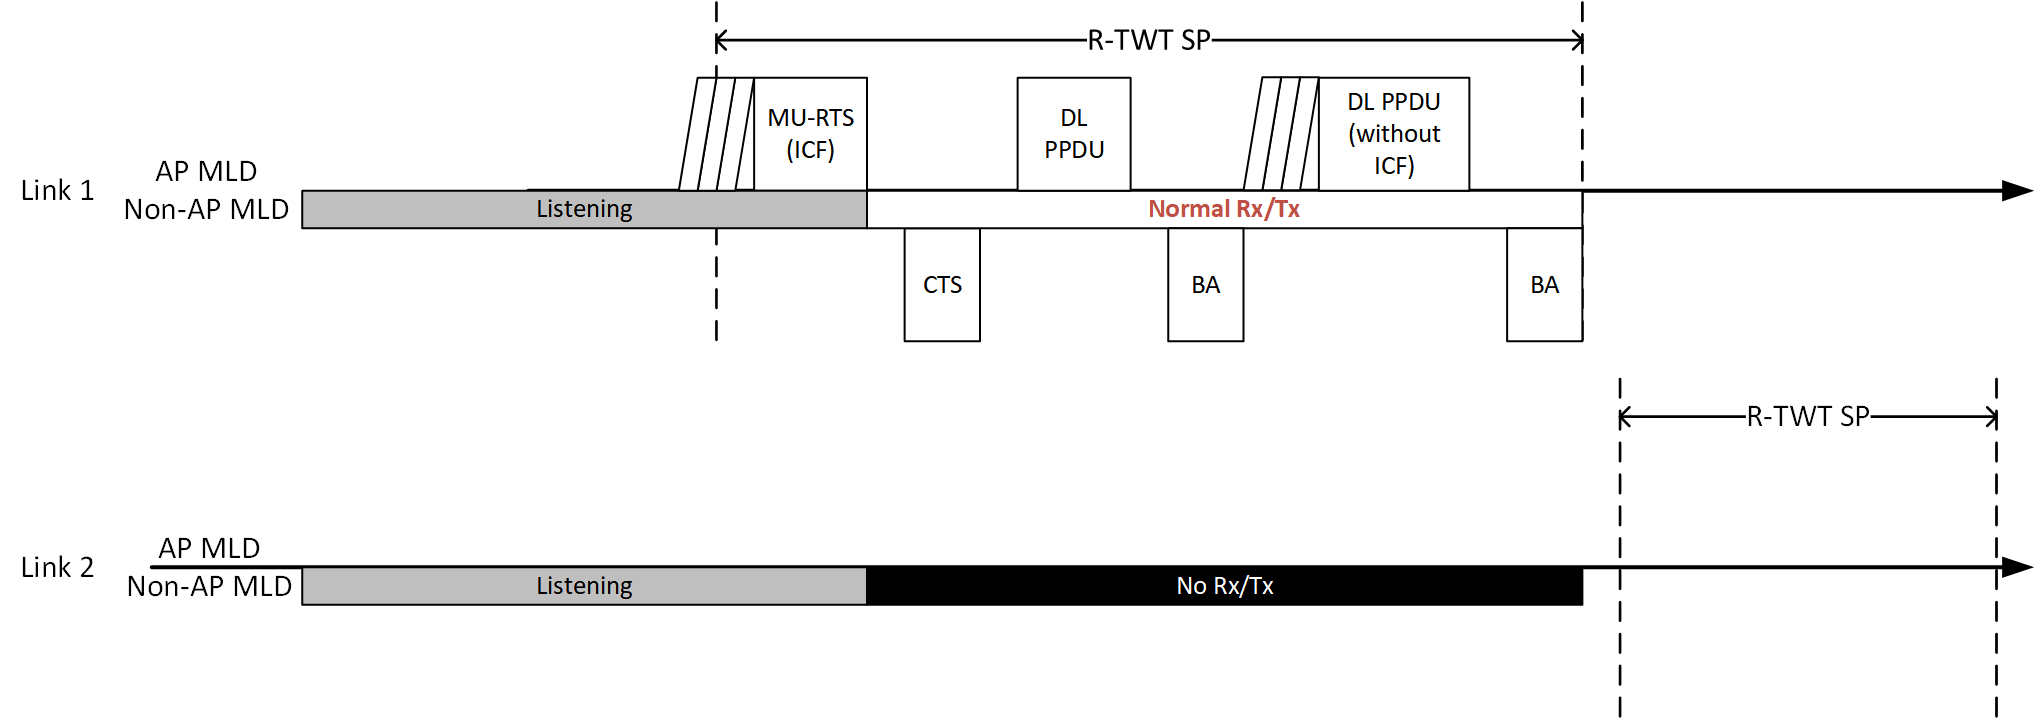 R-TWT SP
MU-RTS
(ICF)
DL
PPDU
DL PPDU
(without
ICF)
Link 1
AP MLD
Non-AP MLD
Listening
Normal Rx/Tx
CTS
BA
BA
R-TWT SP
Link 2
AP MLD
Non-AP MLD
Listening
No Rx/Tx